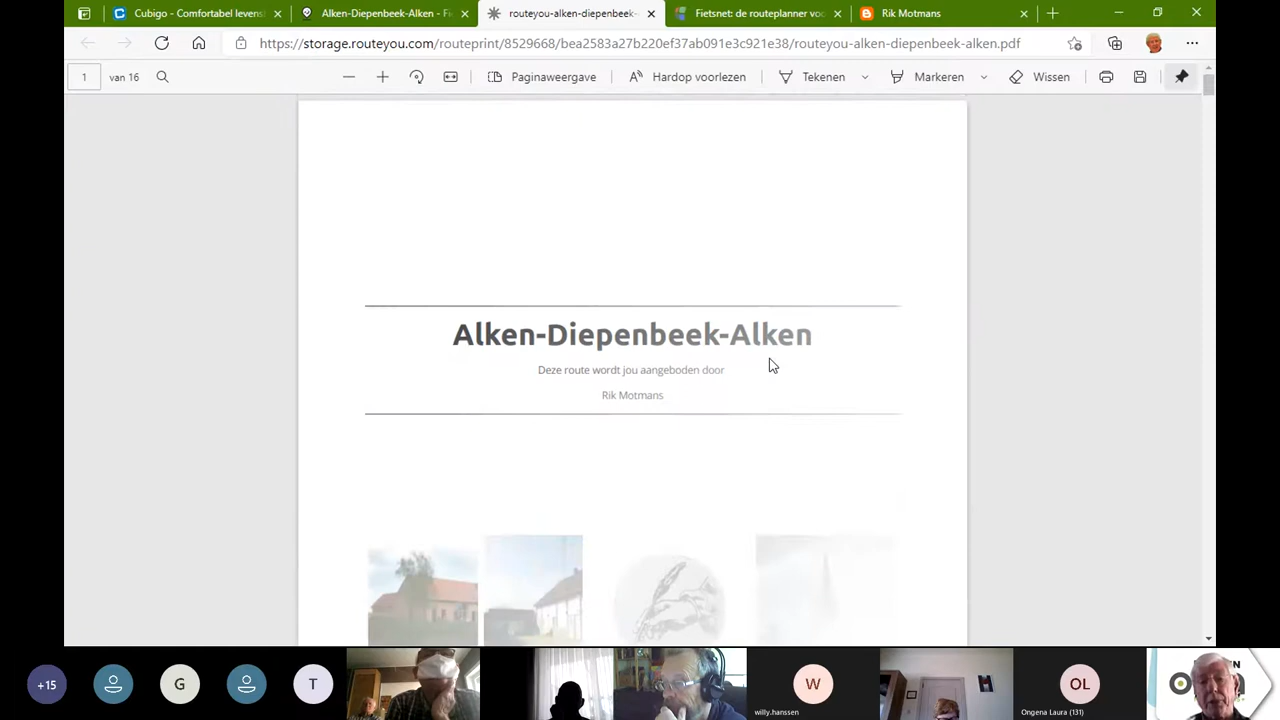 Cubigo - Comfortabel levens
Alken-Diepenbeek-Alken - Fi
routeyou-alken-diepenbeek-
Fietsnet: de routeplanner voo
Rik Motmans
https://storage.routeyou.com/routeprint/8529668/bea2583a27b220ef37ab091e3c921e38/routeyou-alken-diepenbeek-alken.pdf
1 van 16
Paginaweergave
Hardop voorlezen
Tekenen
Markeren
Wissen
Alken-Diepenbeek-Alken
Deze route wordt jou aangeboden door
Rik Motmans
+15
G
T
W
willy.hanssen
OL
Ongena Laura (131)